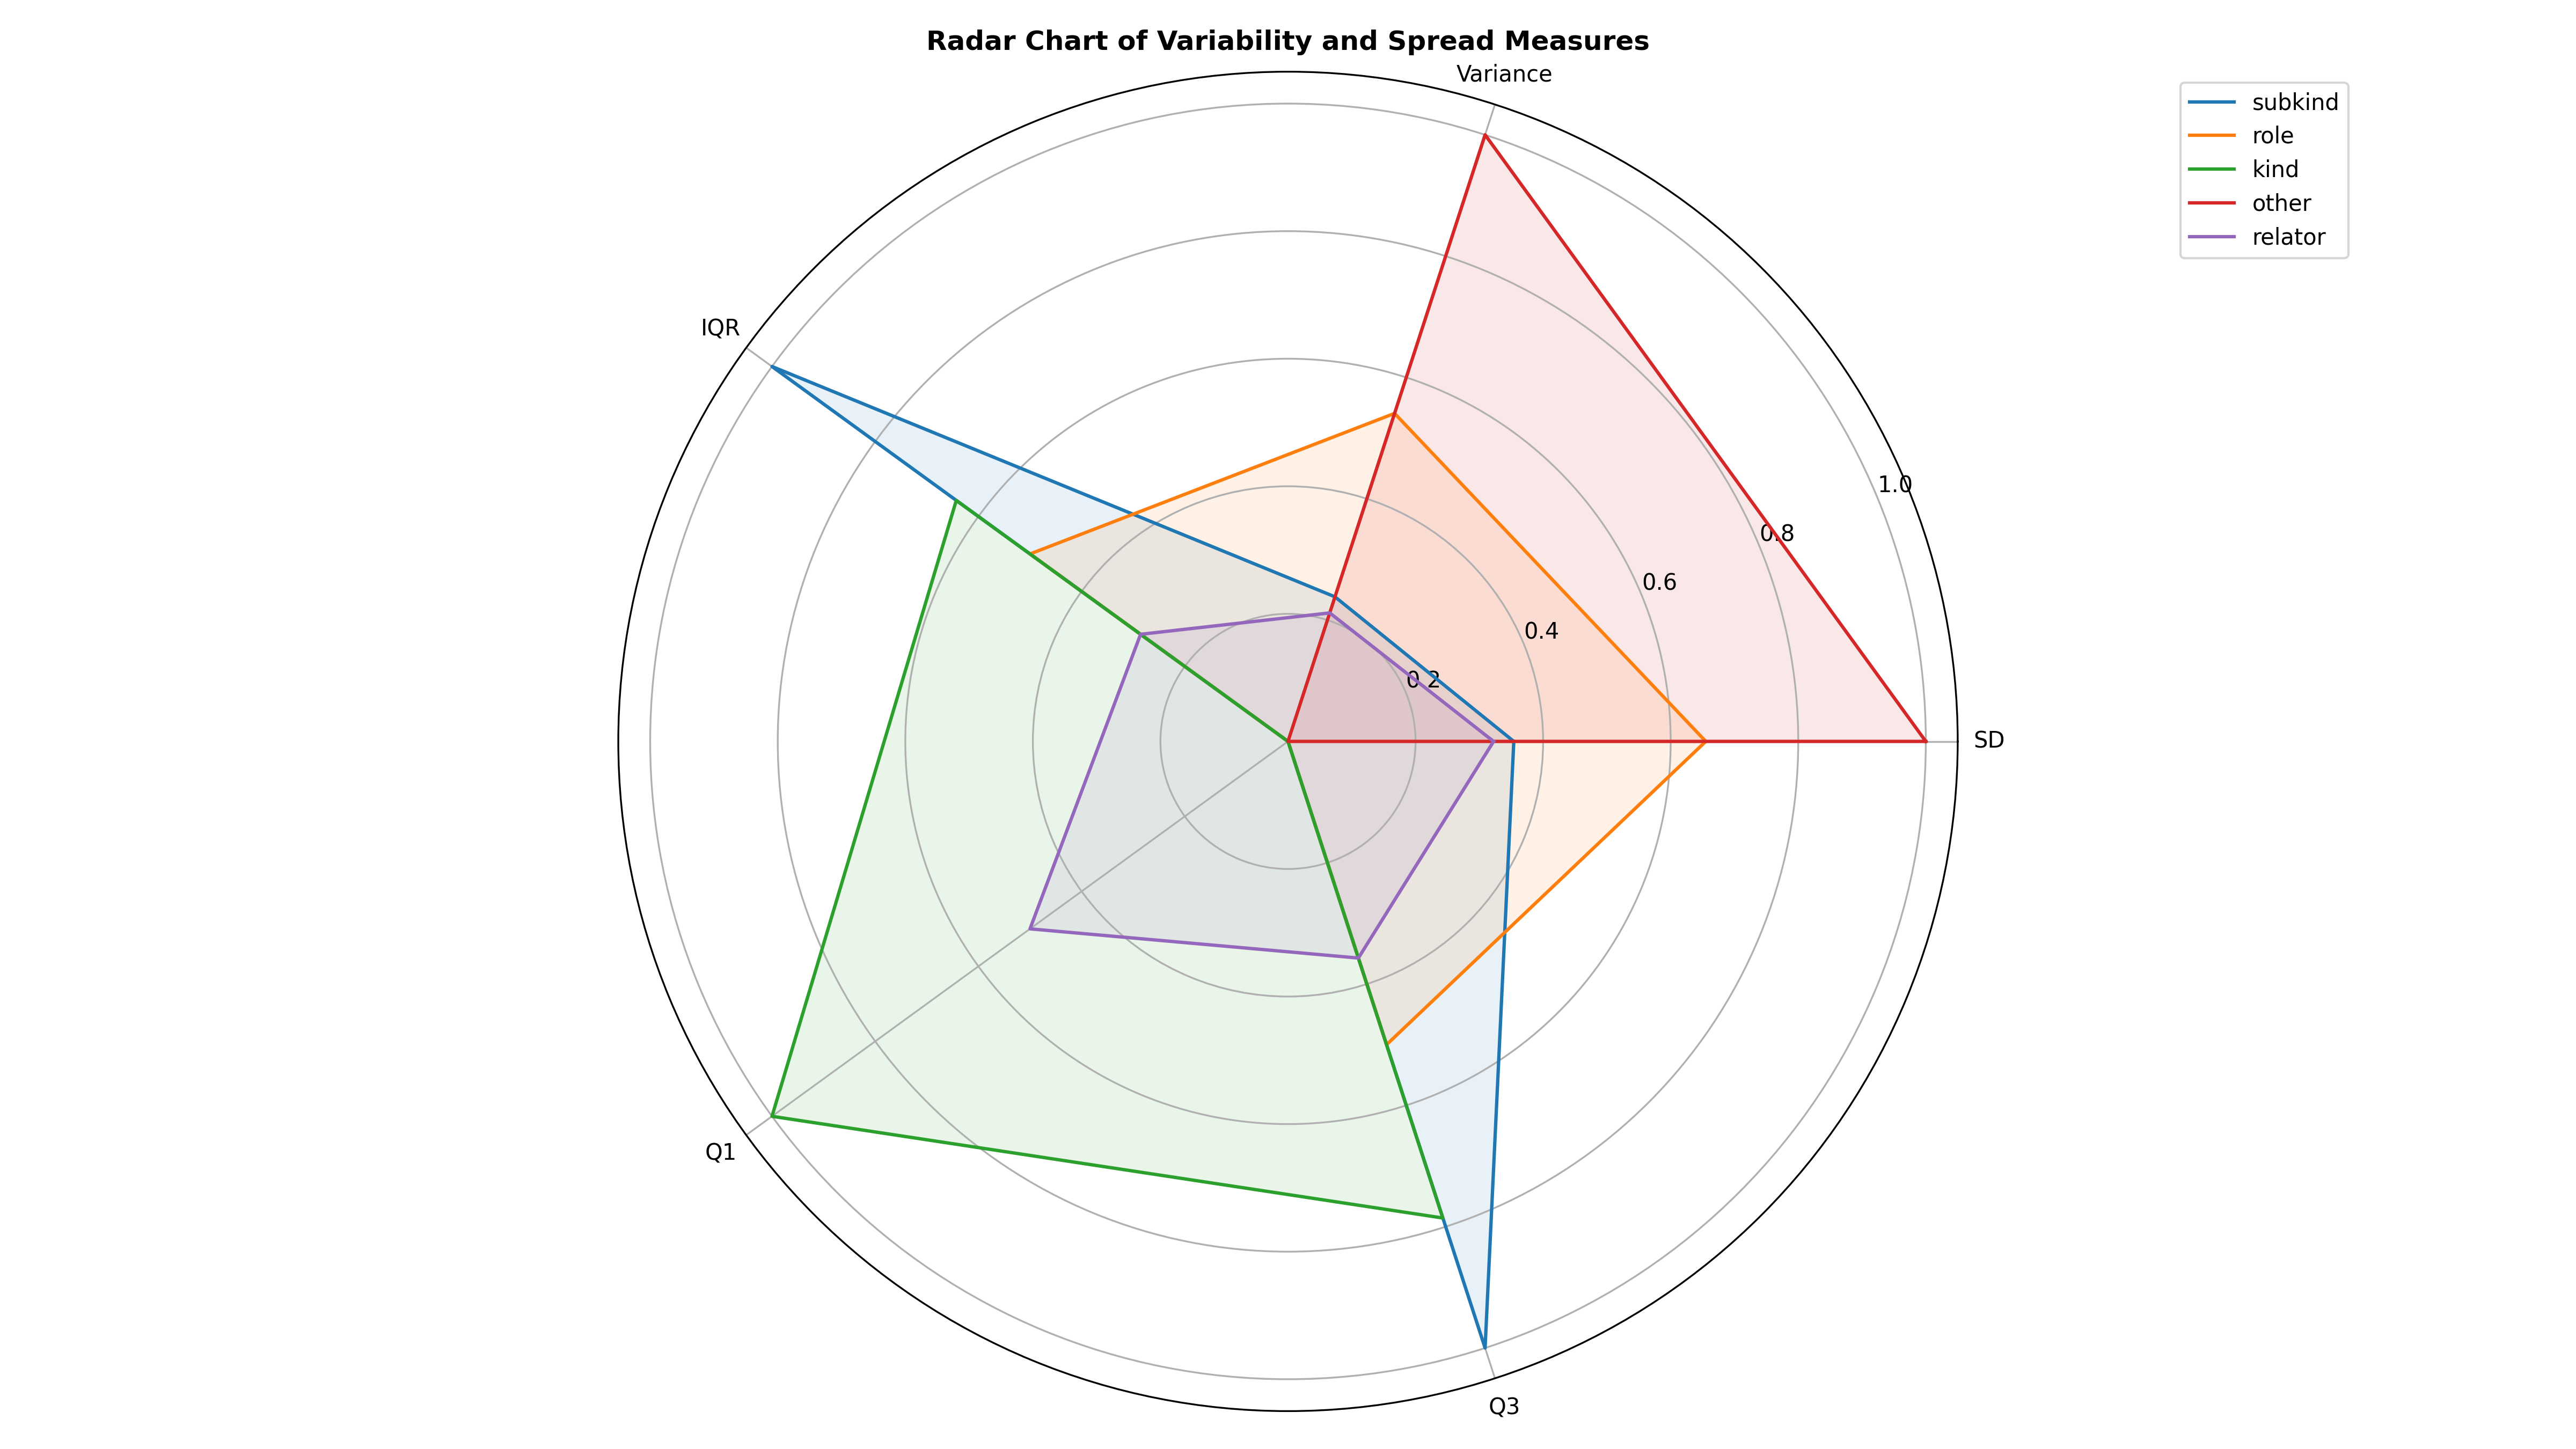 Radar Chart of Variability and Spread Measures
Variance
subkind
role
kind
other
relator
IQR
1.0
0.8
0.6
0.4
0.2
SD
Q1
Q3